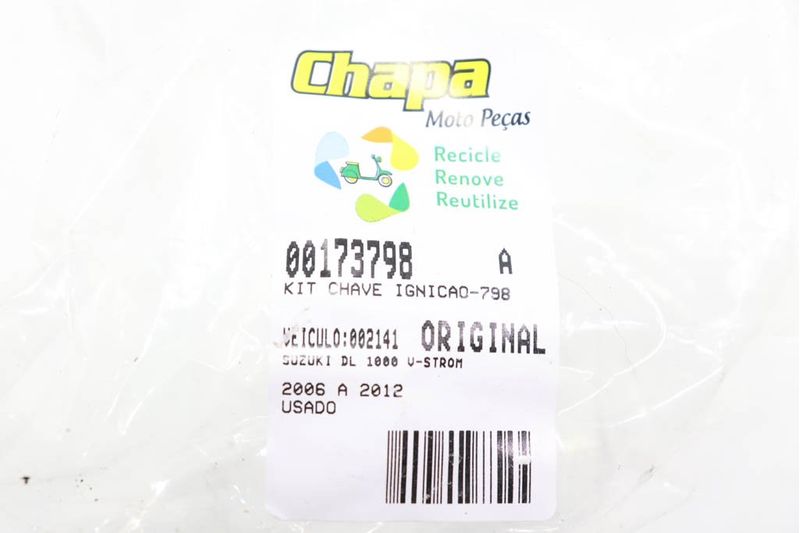 Chapa
Moto Peças
Recicle
Renove
Reutilize
00173798 A
KIT CHAVE IGNICAO-798
VEICULO:002141 ORIGINAL
SUZUKI DL 1000 V-STROM
2006 A 2012
USADO